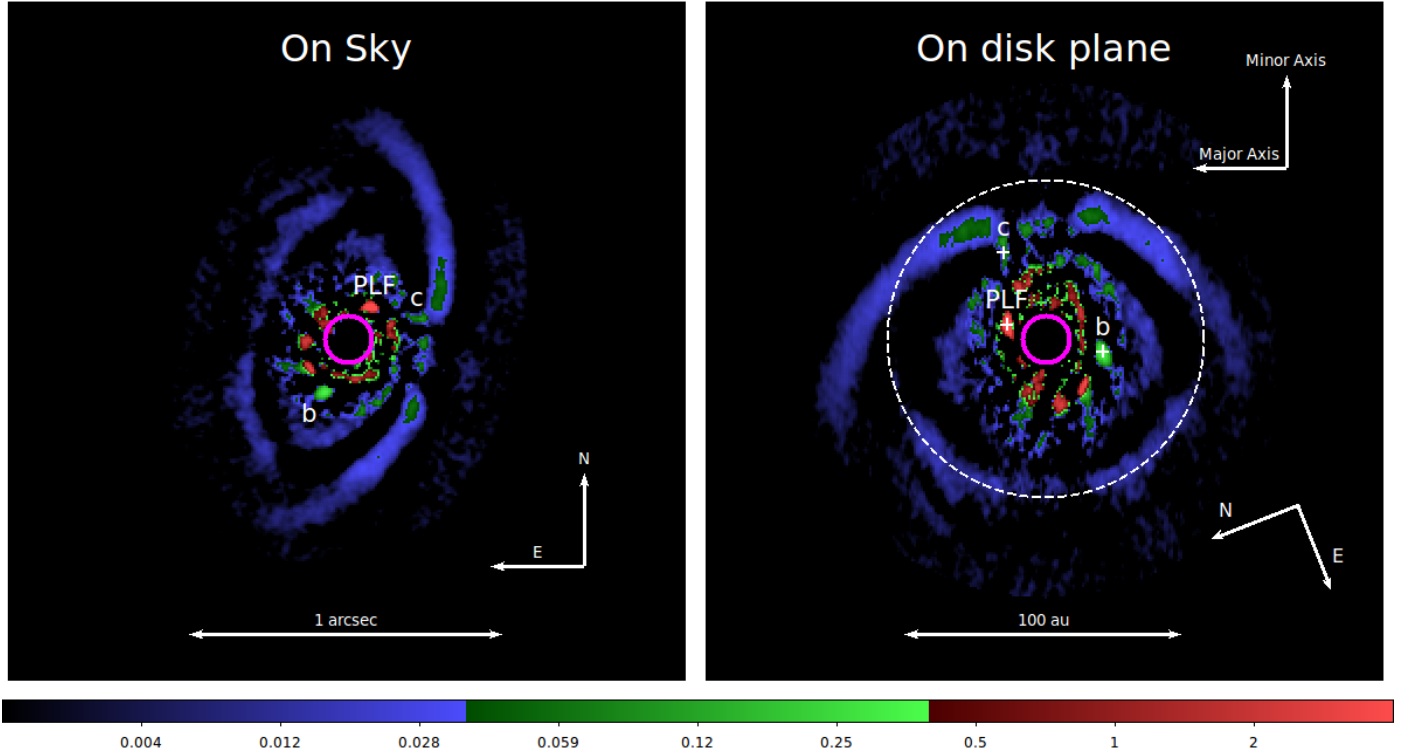 On Sky
PLF
c
b
N
E
1 arcsec
On disk plane
Minor Axis
Major Axis
c
PLF
b
N
E
100 au
0.004 0.012 0.028 0.059 0.12 0.25 0.5 1 2